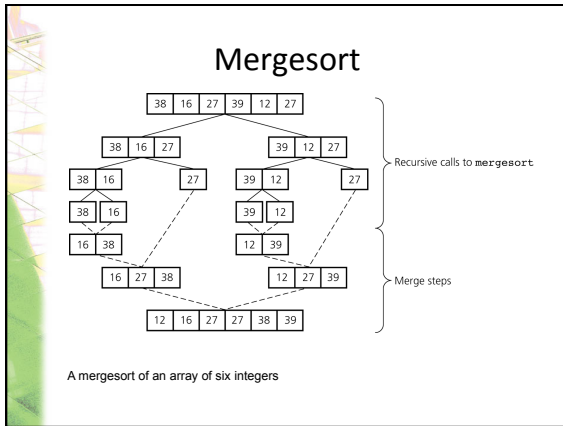 Mergesort
38 16 27 39 12 27
38 16 27 39 12 27
Recursive calls to mergesort
38 16 27 39 12 27
38 16 39 12
16 38 12 39
16 27 38 12 27 39
Merge steps
12 16 27 27 38 39
A mergesort of an array of six integers